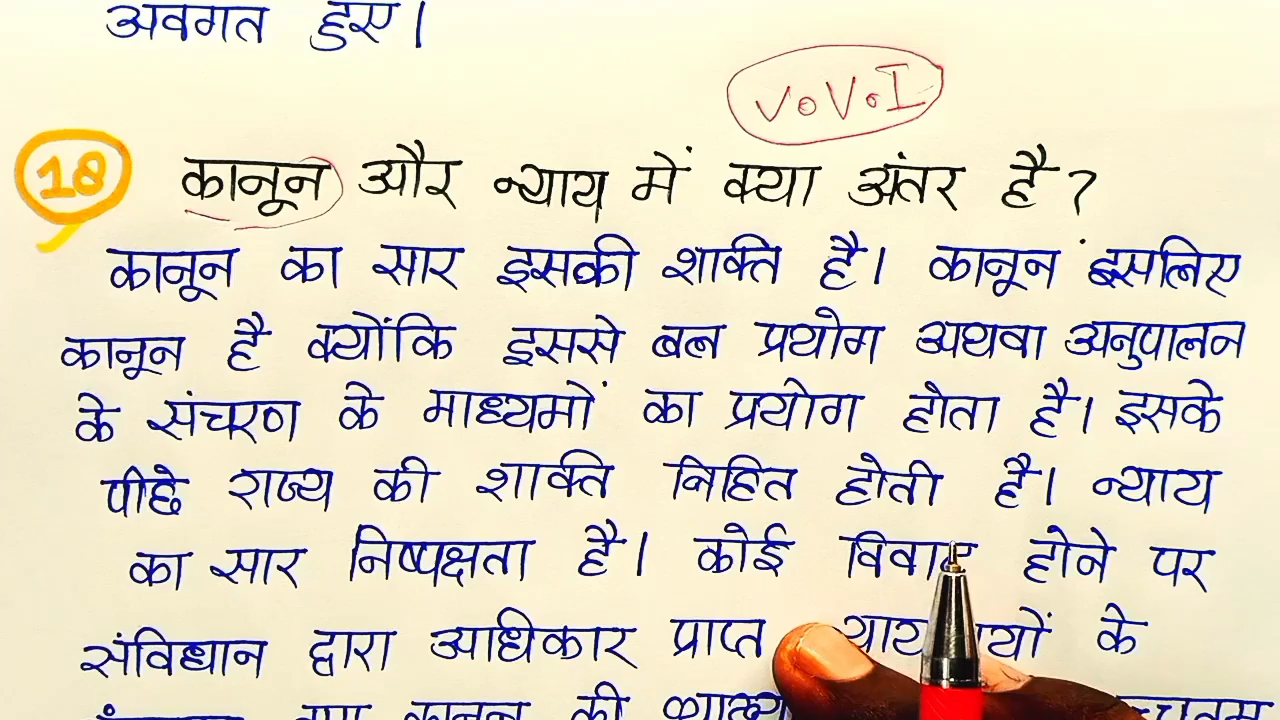 अवगत हुए।
V.V.I
18 कानून और न्याय में क्या अंतर है?
कानून का सार इसकी शक्ति है। कानून इसलिए
कानून है क्योंकि इससे बल प्रयोग अथवा अनुपालन
के संचरण के माध्यमों का प्रयोग होता है। इसके
पीछे राज्य की शक्ति निहित होती है। न्याय
का सार निष्पक्षता है। कोई विवाद होने पर
संविधान द्वारा अधिकार प्राप्त के
कानून की